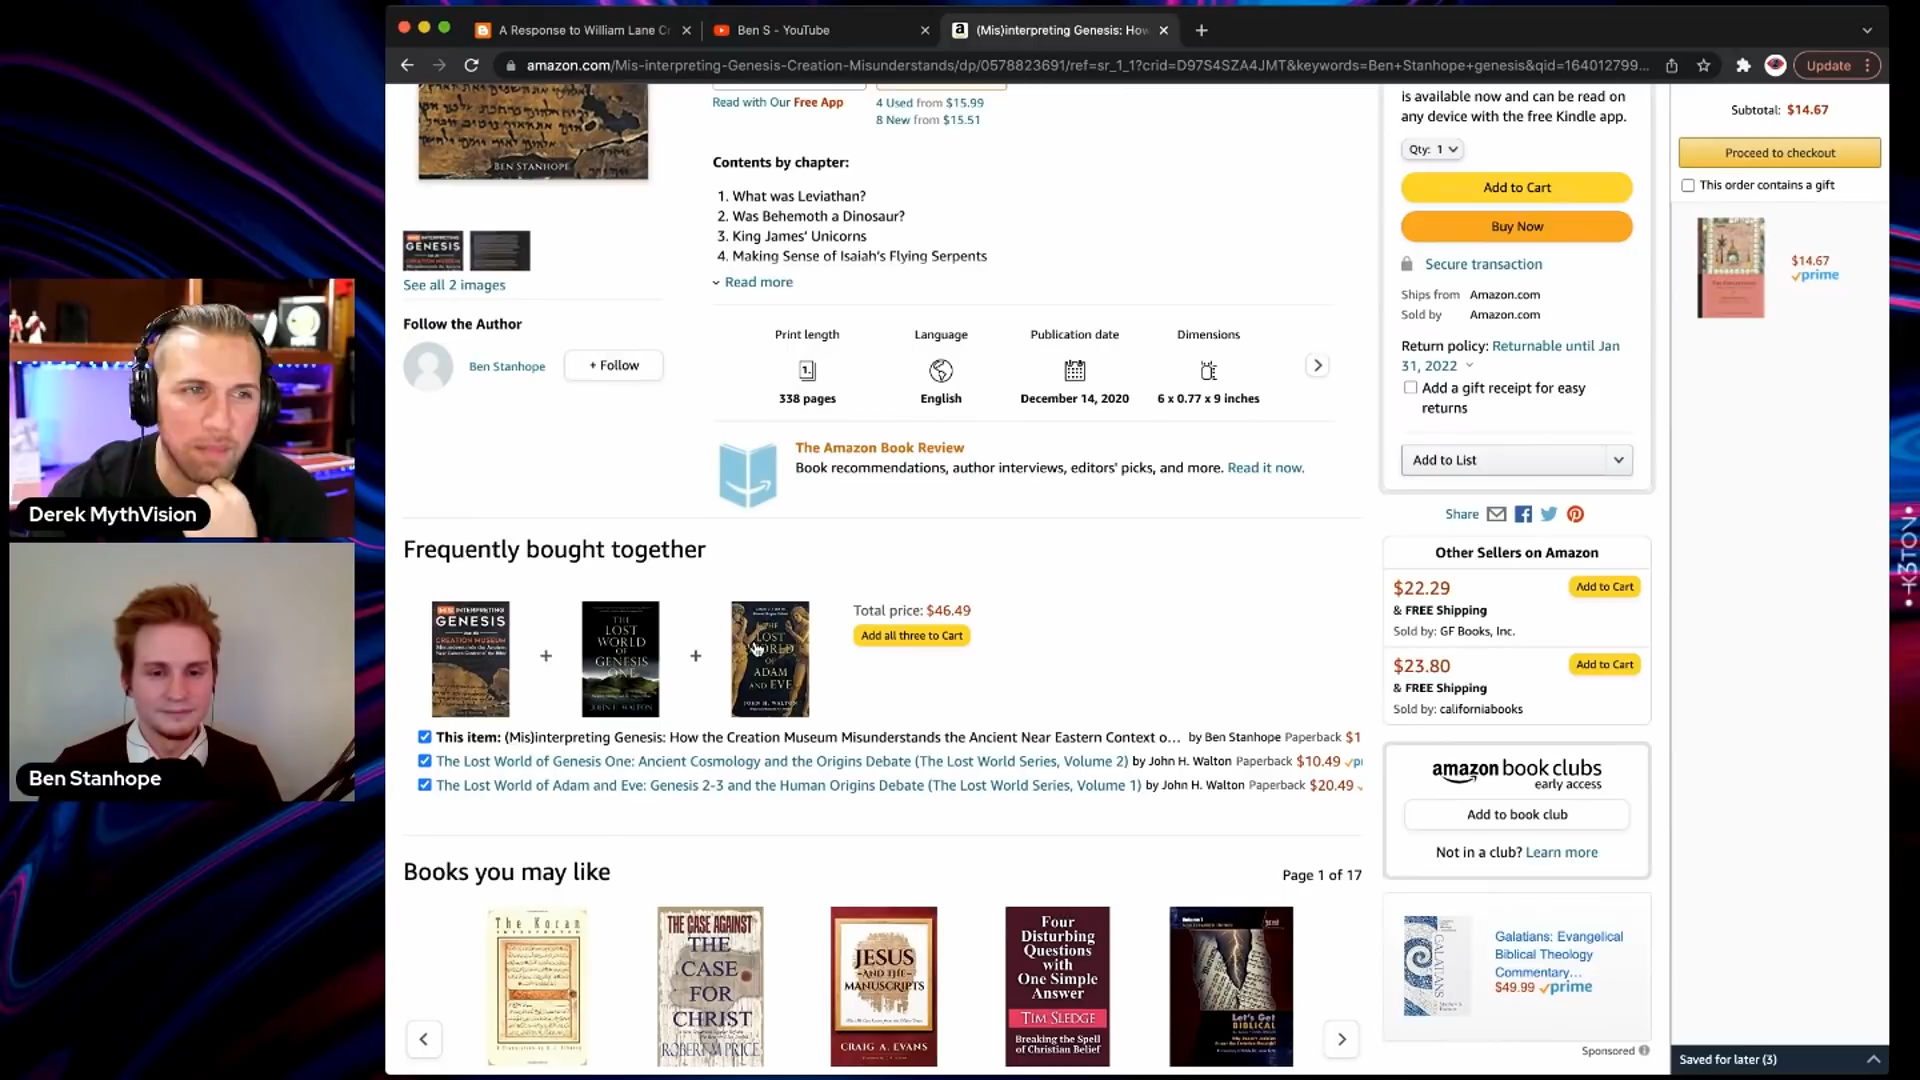 A Response to William Lane Cr
Ben S - YouTube
(Mis)interpreting Genesis: How
amazon.com/Mis-interpreting-Genesis-Creation-Misunderstands/dp/0578823691/ref=sr_1_1?crid=D97S4SZA4JMT&keywords=Ben+Stanhope+genesis&qid=164012799...
Update
BEN STANHOPE
GENESIS
See all 2 images
Follow the Author
Ben Stanhope
+ Follow
Read with Our Free App
4 Used from $15.99
8 New from $15.51
Contents by chapter:
1. What was Leviathan?
2. Was Behemoth a Dinosaur?
3. King James' Unicorns
4. Making Sense of Isaiah's Flying Serpents
Read more
Print length
338 pages
Language
English
Publication date
December 14, 2020
Dimensions
6 x 0.77 x 9 inches
The Amazon Book Review
Book recommendations, author interviews, editors' picks, and more. Read it now.
is available now and can be read on
any device with the free Kindle app.
Qty: 1
Add to Cart
Buy Now
Secure transaction
Ships from Amazon.com
Sold by Amazon.com
Return policy: Returnable until Jan
31, 2022
Add a gift receipt for easy
returns
Add to List
Share
Subtotal: $14.67
Proceed to checkout
This order contains a gift
$14.67
prime
Derek MythVision
Ben Stanhope
Frequently bought together
INTERPRETING
GENESIS
CREATION MUSEUM
+
THE
LOST
WORLD
OF
GENESIS
ONE
JOHN H. WALTON
+
THE
LOST
WORLD
OF
ADAM
AND EVE
JOHN H. WALTON
Total price: $46.49
Add all three to Cart
This item: (Mis)interpreting Genesis: How the Creation Museum Misunderstands the Ancient Near Eastern Context o... by Ben Stanhope Paperback $1
The Lost World of Genesis One: Ancient Cosmology and the Origins Debate (The Lost World Series, Volume 2) by John H. Walton Paperback $10.49
The Lost World of Adam and Eve: Genesis 2-3 and the Human Origins Debate (The Lost World Series, Volume 1) by John H. Walton Paperback $20.49
Other Sellers on Amazon
$22.29
Add to Cart
& FREE Shipping
Sold by: GF Books, Inc.
$23.80
Add to Cart
& FREE Shipping
Sold by: californiabooks
amazon book clubs
early access
Add to book club
Not in a club? Learn more
Books you may like
Page 1 of 17
The Koran
INTERPRETED
THE CASE AGAINST
THE
CASE
FOR
CHRIST
ROBERT M PRICE
JESUS
AND THE
MANUSCRIPTS
CRAIG A. EVANS
Four
Disturbing
Questions
with
One Simple
Answer
TIM SLEDGE
Breaking the Spell
of Christian Belief
Let's Get
BIBLICAL
GALATIANS
Galatians: Evangelical
Biblical Theology
Commentary...
$49.99 prime
Sponsored
Saved for later (3)
•K3TON•